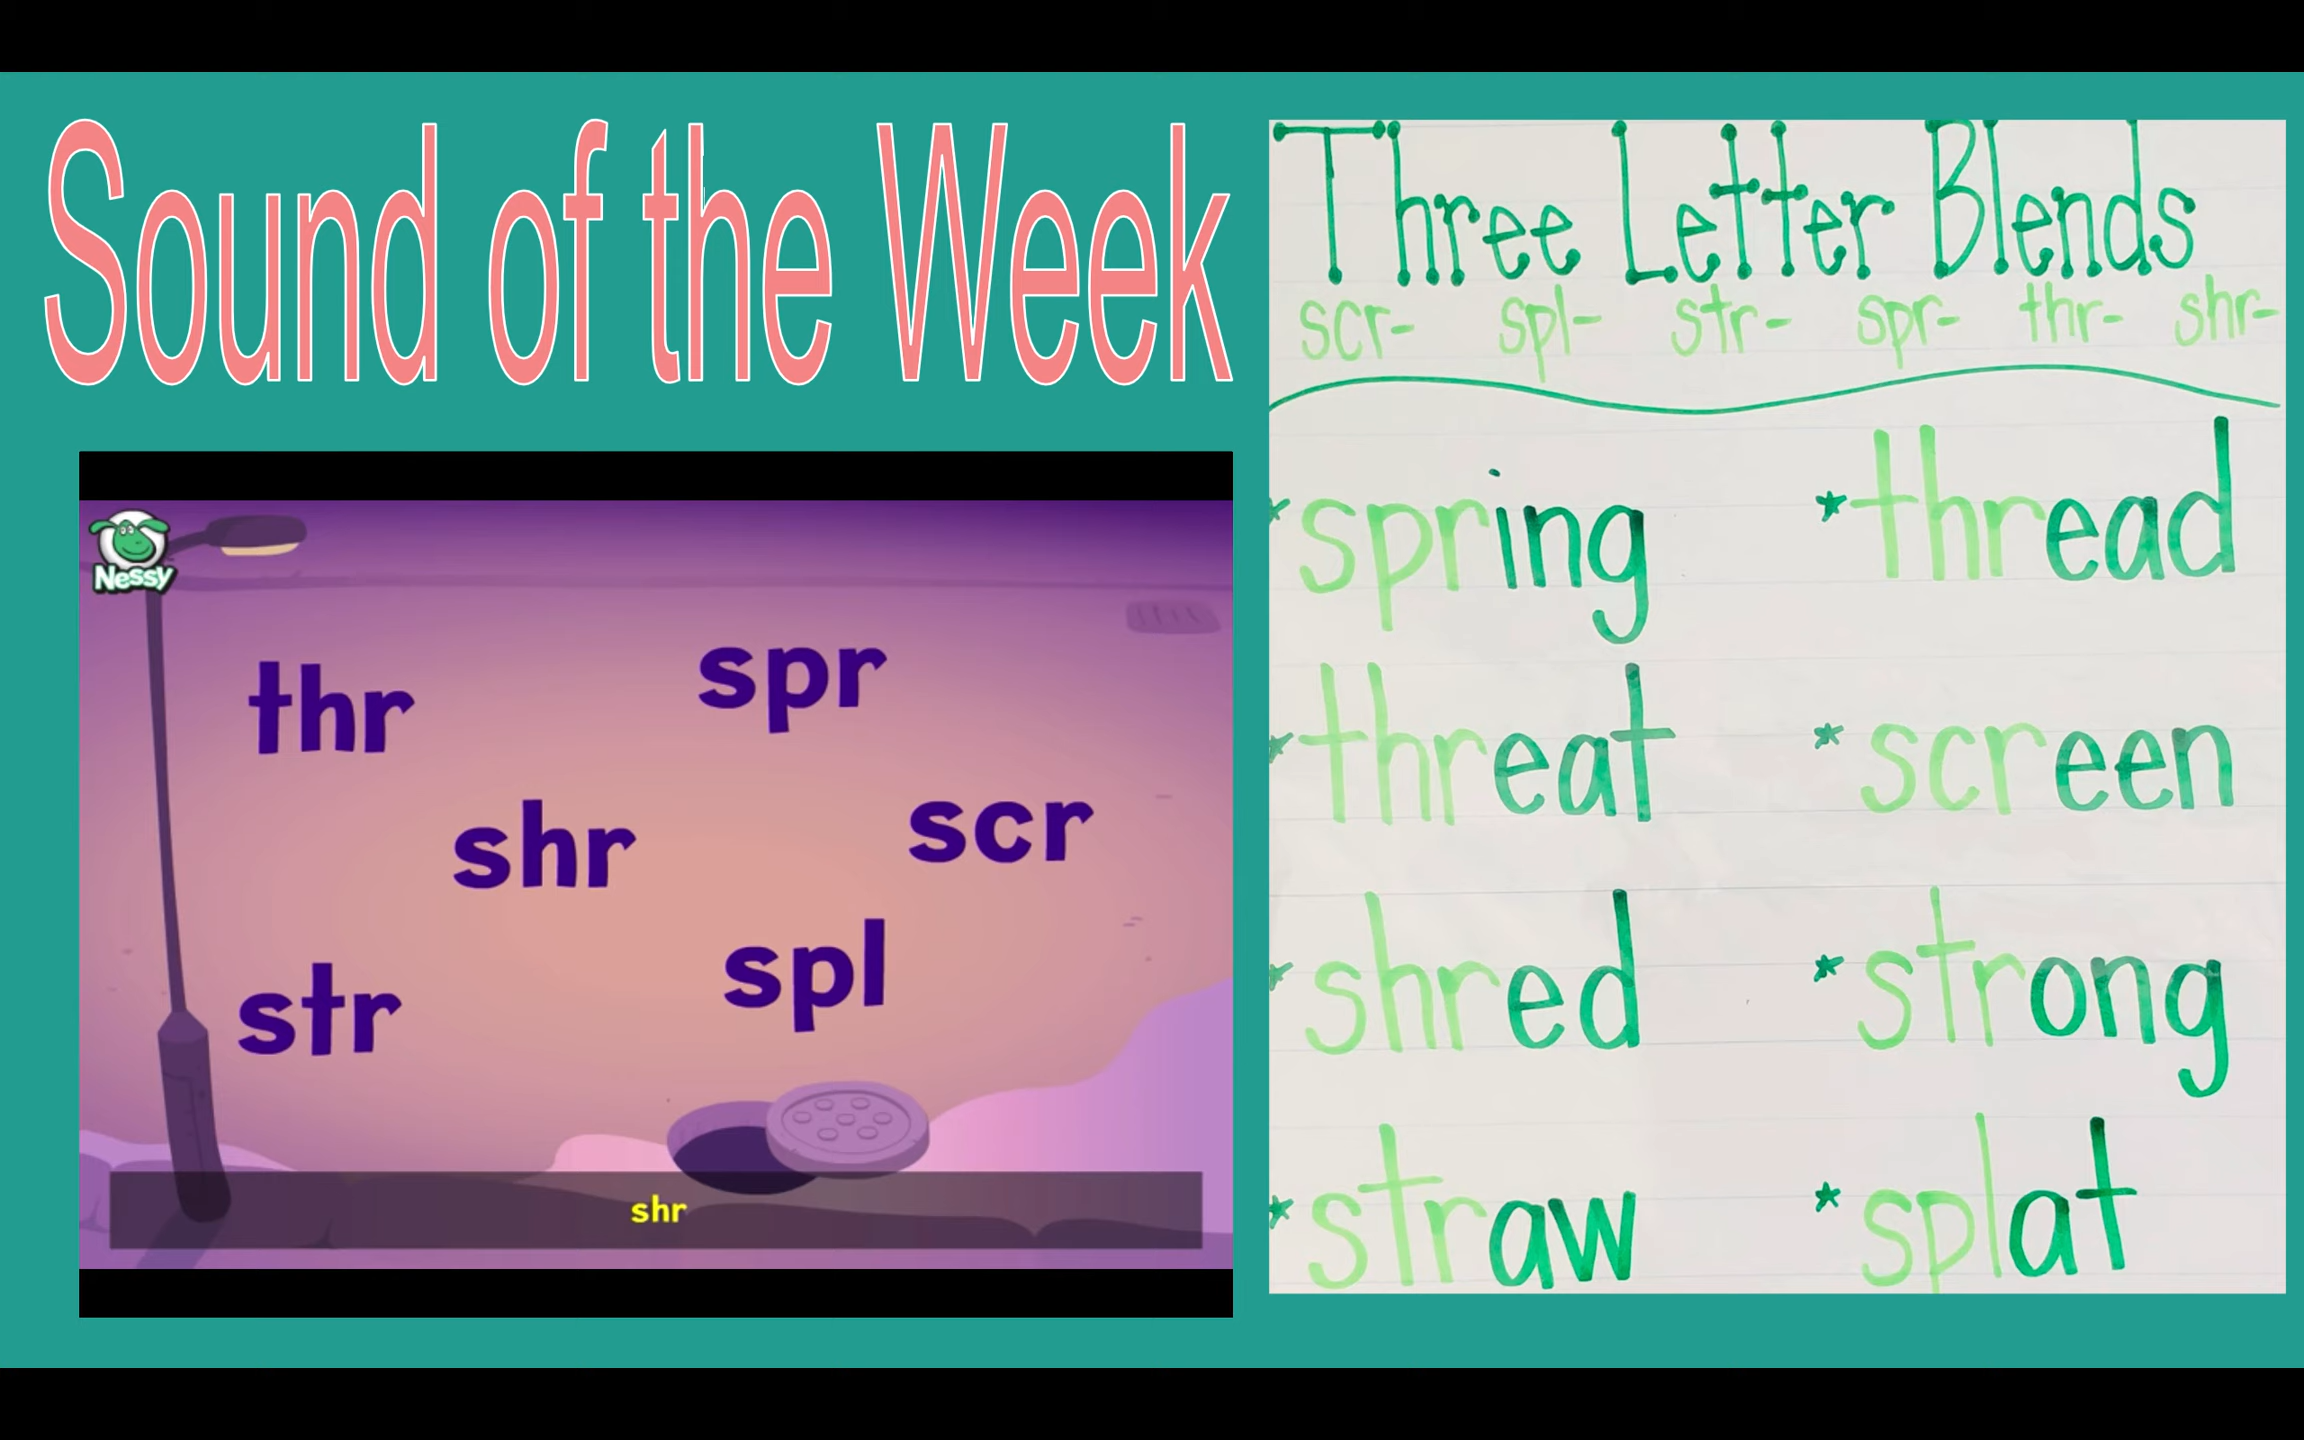 Sound of the Week
Nessy
thr
spr
shr
scr
str
spl
shr
Three Letter Blends
scr- spl- str- spr- thr- shr-
*spring *thread
*threat *screen
*shred *strong
*straw *splat